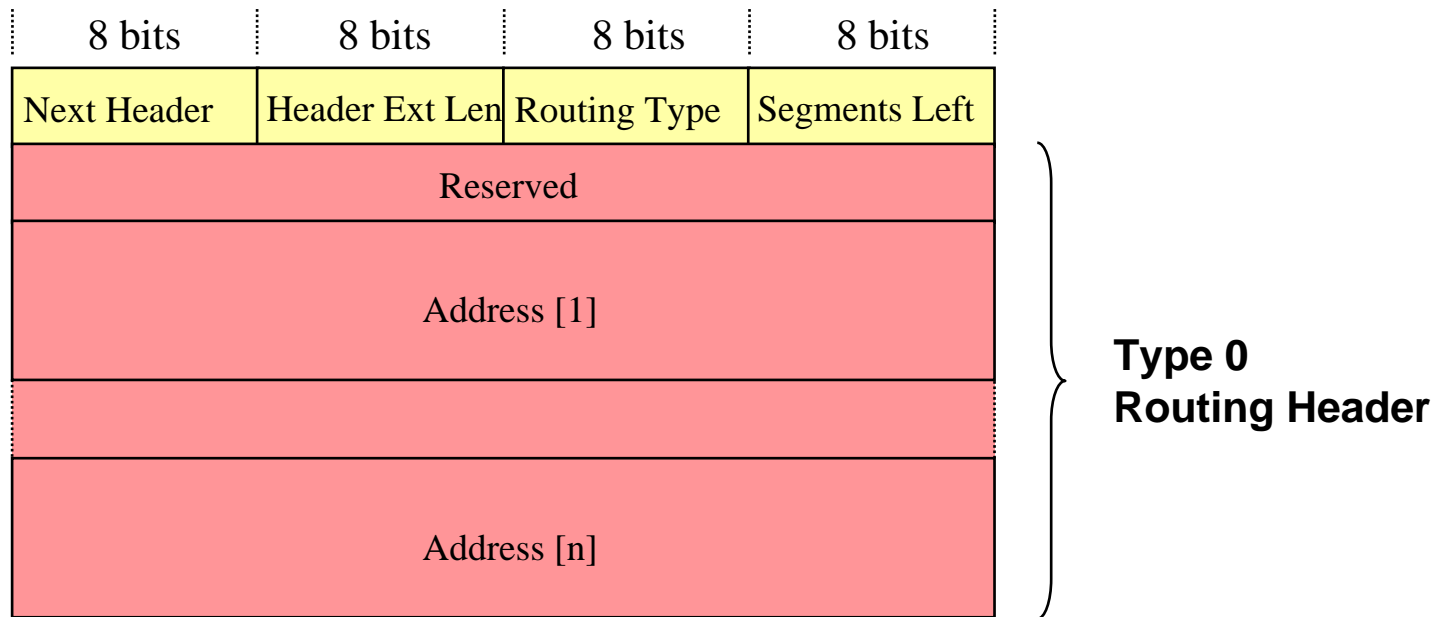 8 bits 8 bits 8 bits 8 bits
Next Header Header Ext Len Routing Type Segments Left
Reserved
Address [1]
Type 0
Routing Header
Address [n]